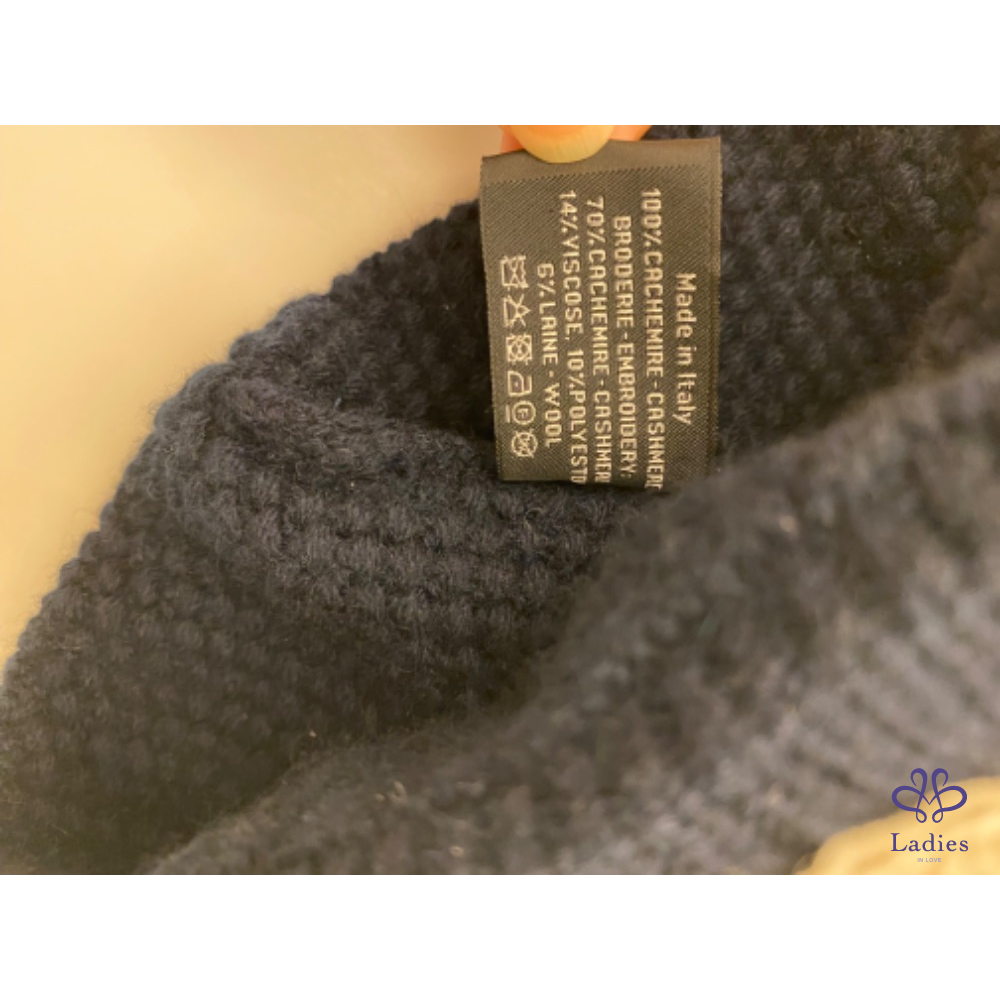 Made in Italy
100%CACHEMIRE-CASHMERE
BRODERIE-EMBROIDERY:
70%CACHEMIRE-CASHMER
14%VISCOSE, 10%POLYESTO
6%LAINE-WOOL
Ladies
IN LOVE